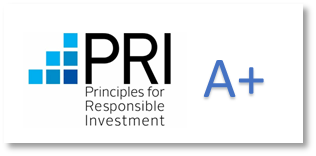 PRI
Principles for
Responsible
Investment
A+